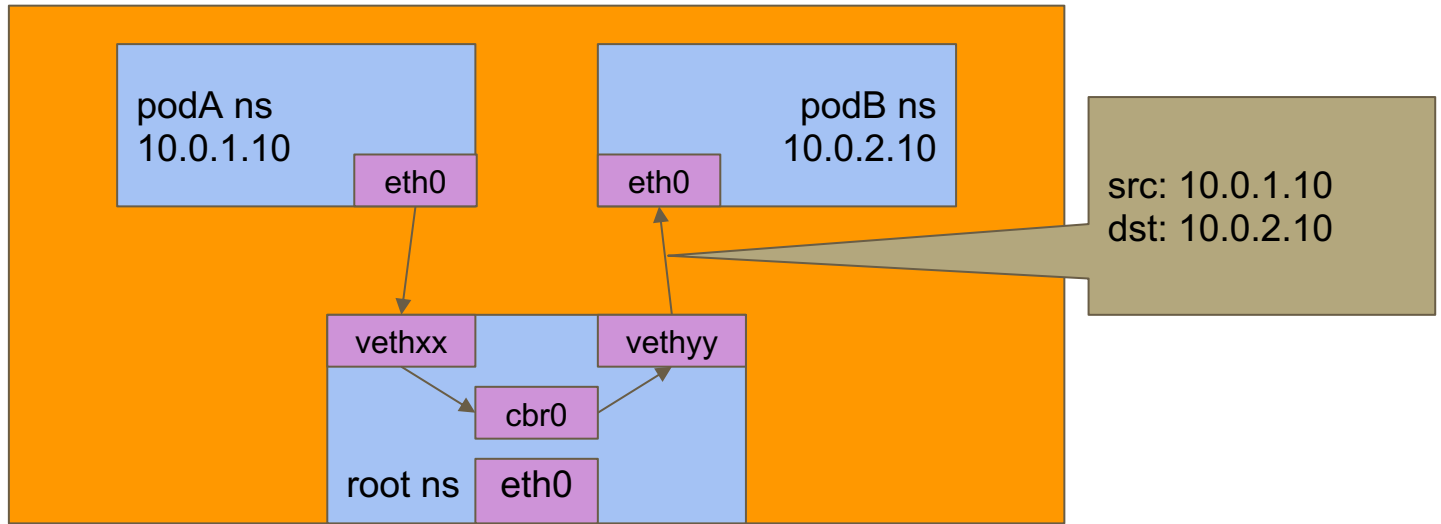 podA ns
10.0.1.10
eth0
podB ns
10.0.2.10
eth0
src: 10.0.1.10
dst: 10.0.2.10
vethxx
vethyy
cbr0
root ns
eth0